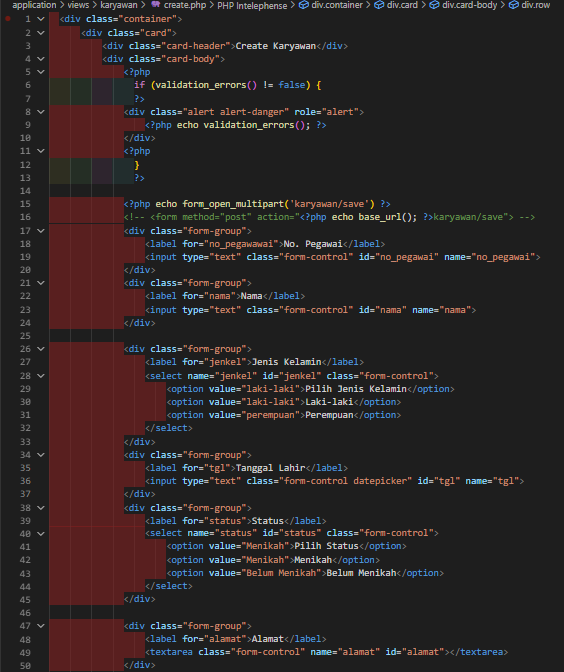 application > views > karyawan > create.php > PHP Intelephense > div.container > div.card > div.card-body > div.row
1 <div class="container">
2 <div class="card">
3 <div class="card-header">Create Karyawan</div>
4 <div class="card-body">
5 <?php
6 if (validation_errors() != false) {
7 ?>
8 <div class="alert alert-danger" role="alert">
9 <?php echo validation_errors(); ?>
10 </div>
11 <?php
12 }
13 ?>
14
15 <?php echo form_open_multipart('karyawan/save') ?>
16 <!-- <form method="post" action="<?php echo base_url(); ?>karyawan/save"> -->
17 <div class="form-group">
18 <label for="no_pegawawai">No. Pegawai</label>
19 <input type="text" class="form-control" id="no_pegawai" name="no_pegawai">
20 </div>
21 <div class="form-group">
22 <label for="nama">Nama</label>
23 <input type="text" class="form-control" id="nama" name="nama">
24 </div>
25
26 <div class="form-group">
27 <label for="jenkel">Jenis Kelamin</label>
28 <select name="jenkel" id="jenkel" class="form-control">
29 <option value="laki-laki">Pilih Jenis Kelamin</option>
30 <option value="laki-laki">Laki-laki</option>
31 <option value="perempuan">Perempuan</option>
32 </select>
33 </div>
34 <div class="form-group">
35 <label for="tgl">Tanggal Lahir</label>
36 <input type="text" class="form-control datepicker" id="tgl" name="tgl">
37 </div>
38 <div class="form-group">
39 <label for="status">Status</label>
40 <select name="status" id="status" class="form-control">
41 <option value="Menikah">Pilih Status</option>
42 <option value="Menikah">Menikah</option>
43 <option value="Belum Menikah">Belum Menikah</option>
44 </select>
45 </div>
46
47 <div class="form-group">
48 <label for="alamat">Alamat</label>
49 <textarea class="form-control" name="alamat" id="alamat"></textarea>
50 </div>